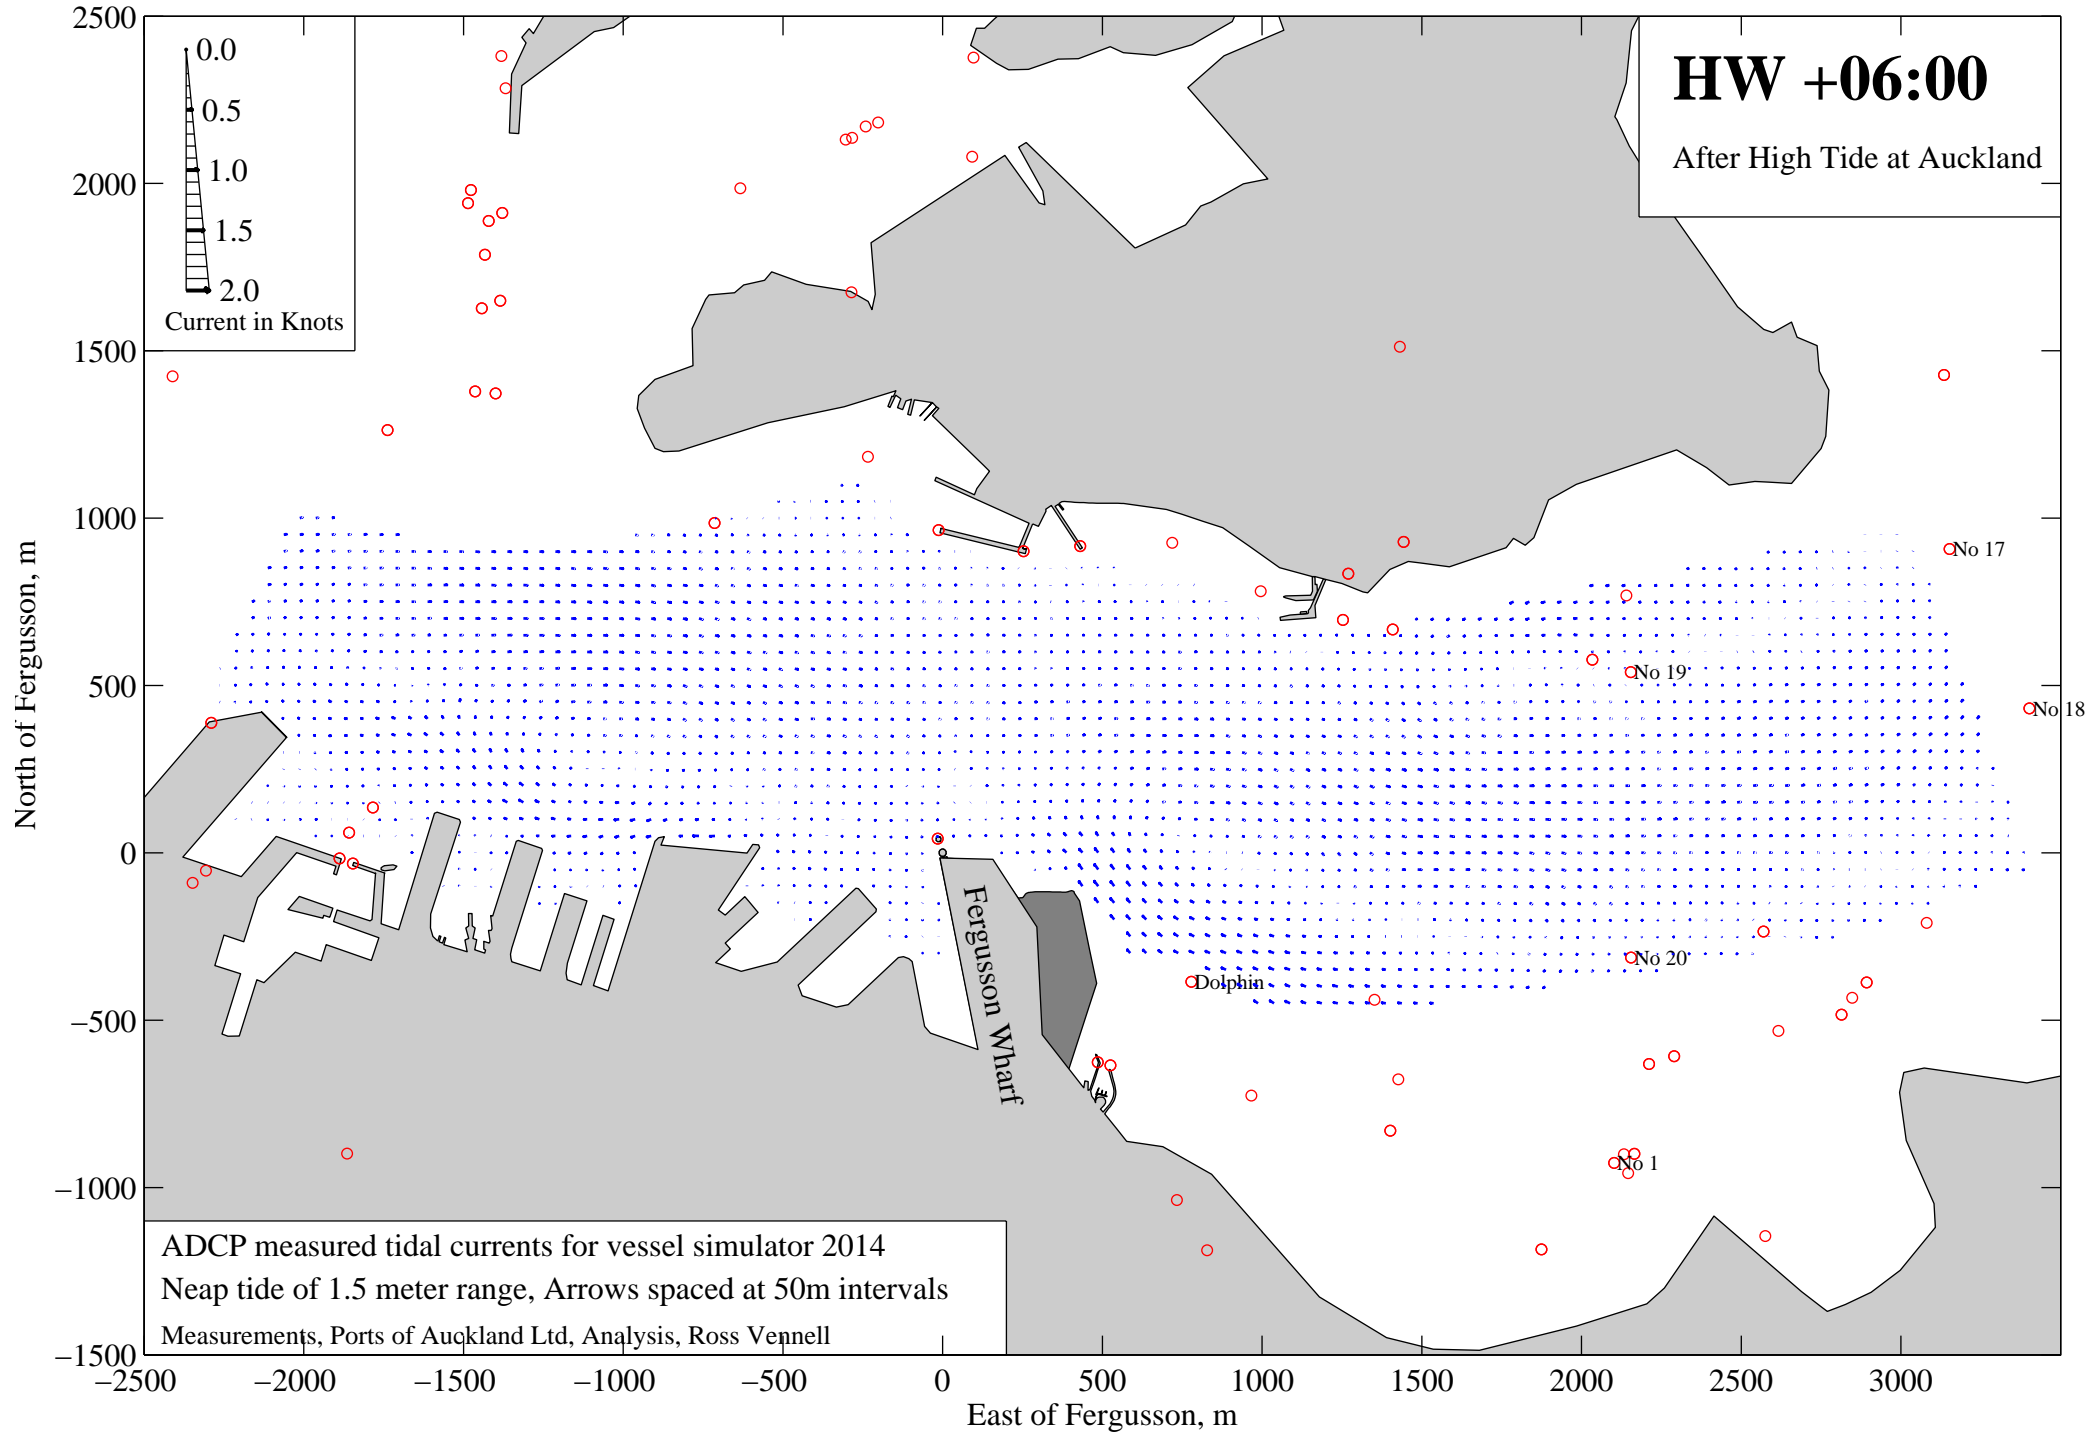 HW +06:00
After High Tide at Auckland
0.0
0.5
1.0
1.5
2.0
Current in Knots
2500
2000
1500
1000
500
0
−500
−1000
−1500
North of Fergusson, m
No 17
No 19
No 18
No 20
Dolphin
No 1
Fergusson Wharf
ADCP measured tidal currents for vessel simulator 2014
Neap tide of 1.5 meter range, Arrows spaced at 50m intervals
Measurements, Ports of Auckland Ltd, Analysis, Ross Vennell
−2500 −2000 −1500 −1000 −500 0 500 1000 1500 2000 2500 3000
East of Fergusson, m